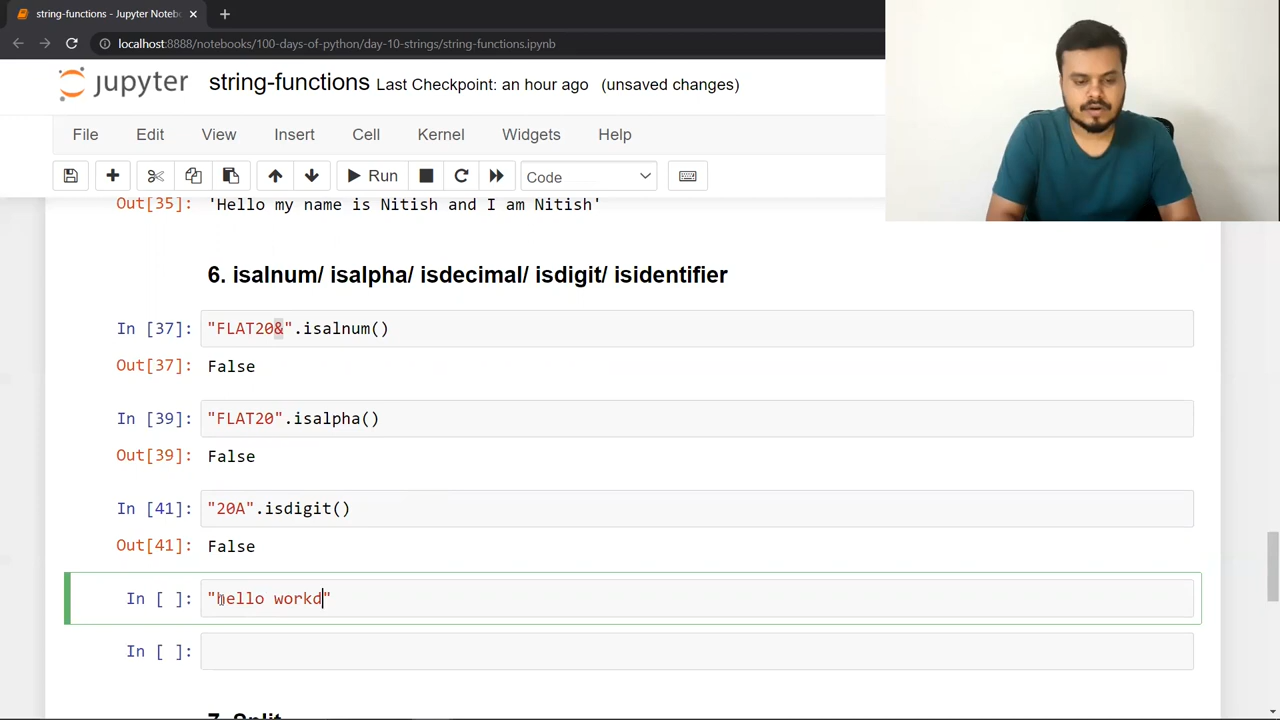 string-functions - Jupyter Notebo
localhost:8888/notebooks/100-days-of-python/day-10-strings/string-functions.ipynb
jupyter string-functions Last Checkpoint: an hour ago (unsaved changes)
File Edit View Insert Cell Kernel Widgets Help
Run Code
Out[35]: 'Hello my name is Nitish and I am Nitish'
6. isalnum/ isalpha/ isdecimal/ isdigit/ isidentifier
In [37]: "FLAT20&".isalnum()
Out[37]: False
In [39]: "FLAT20".isalpha()
Out[39]: False
In [41]: "20A".isdigit()
Out[41]: False
In [ ]: "hello workd"
In [ ]:
7. Split